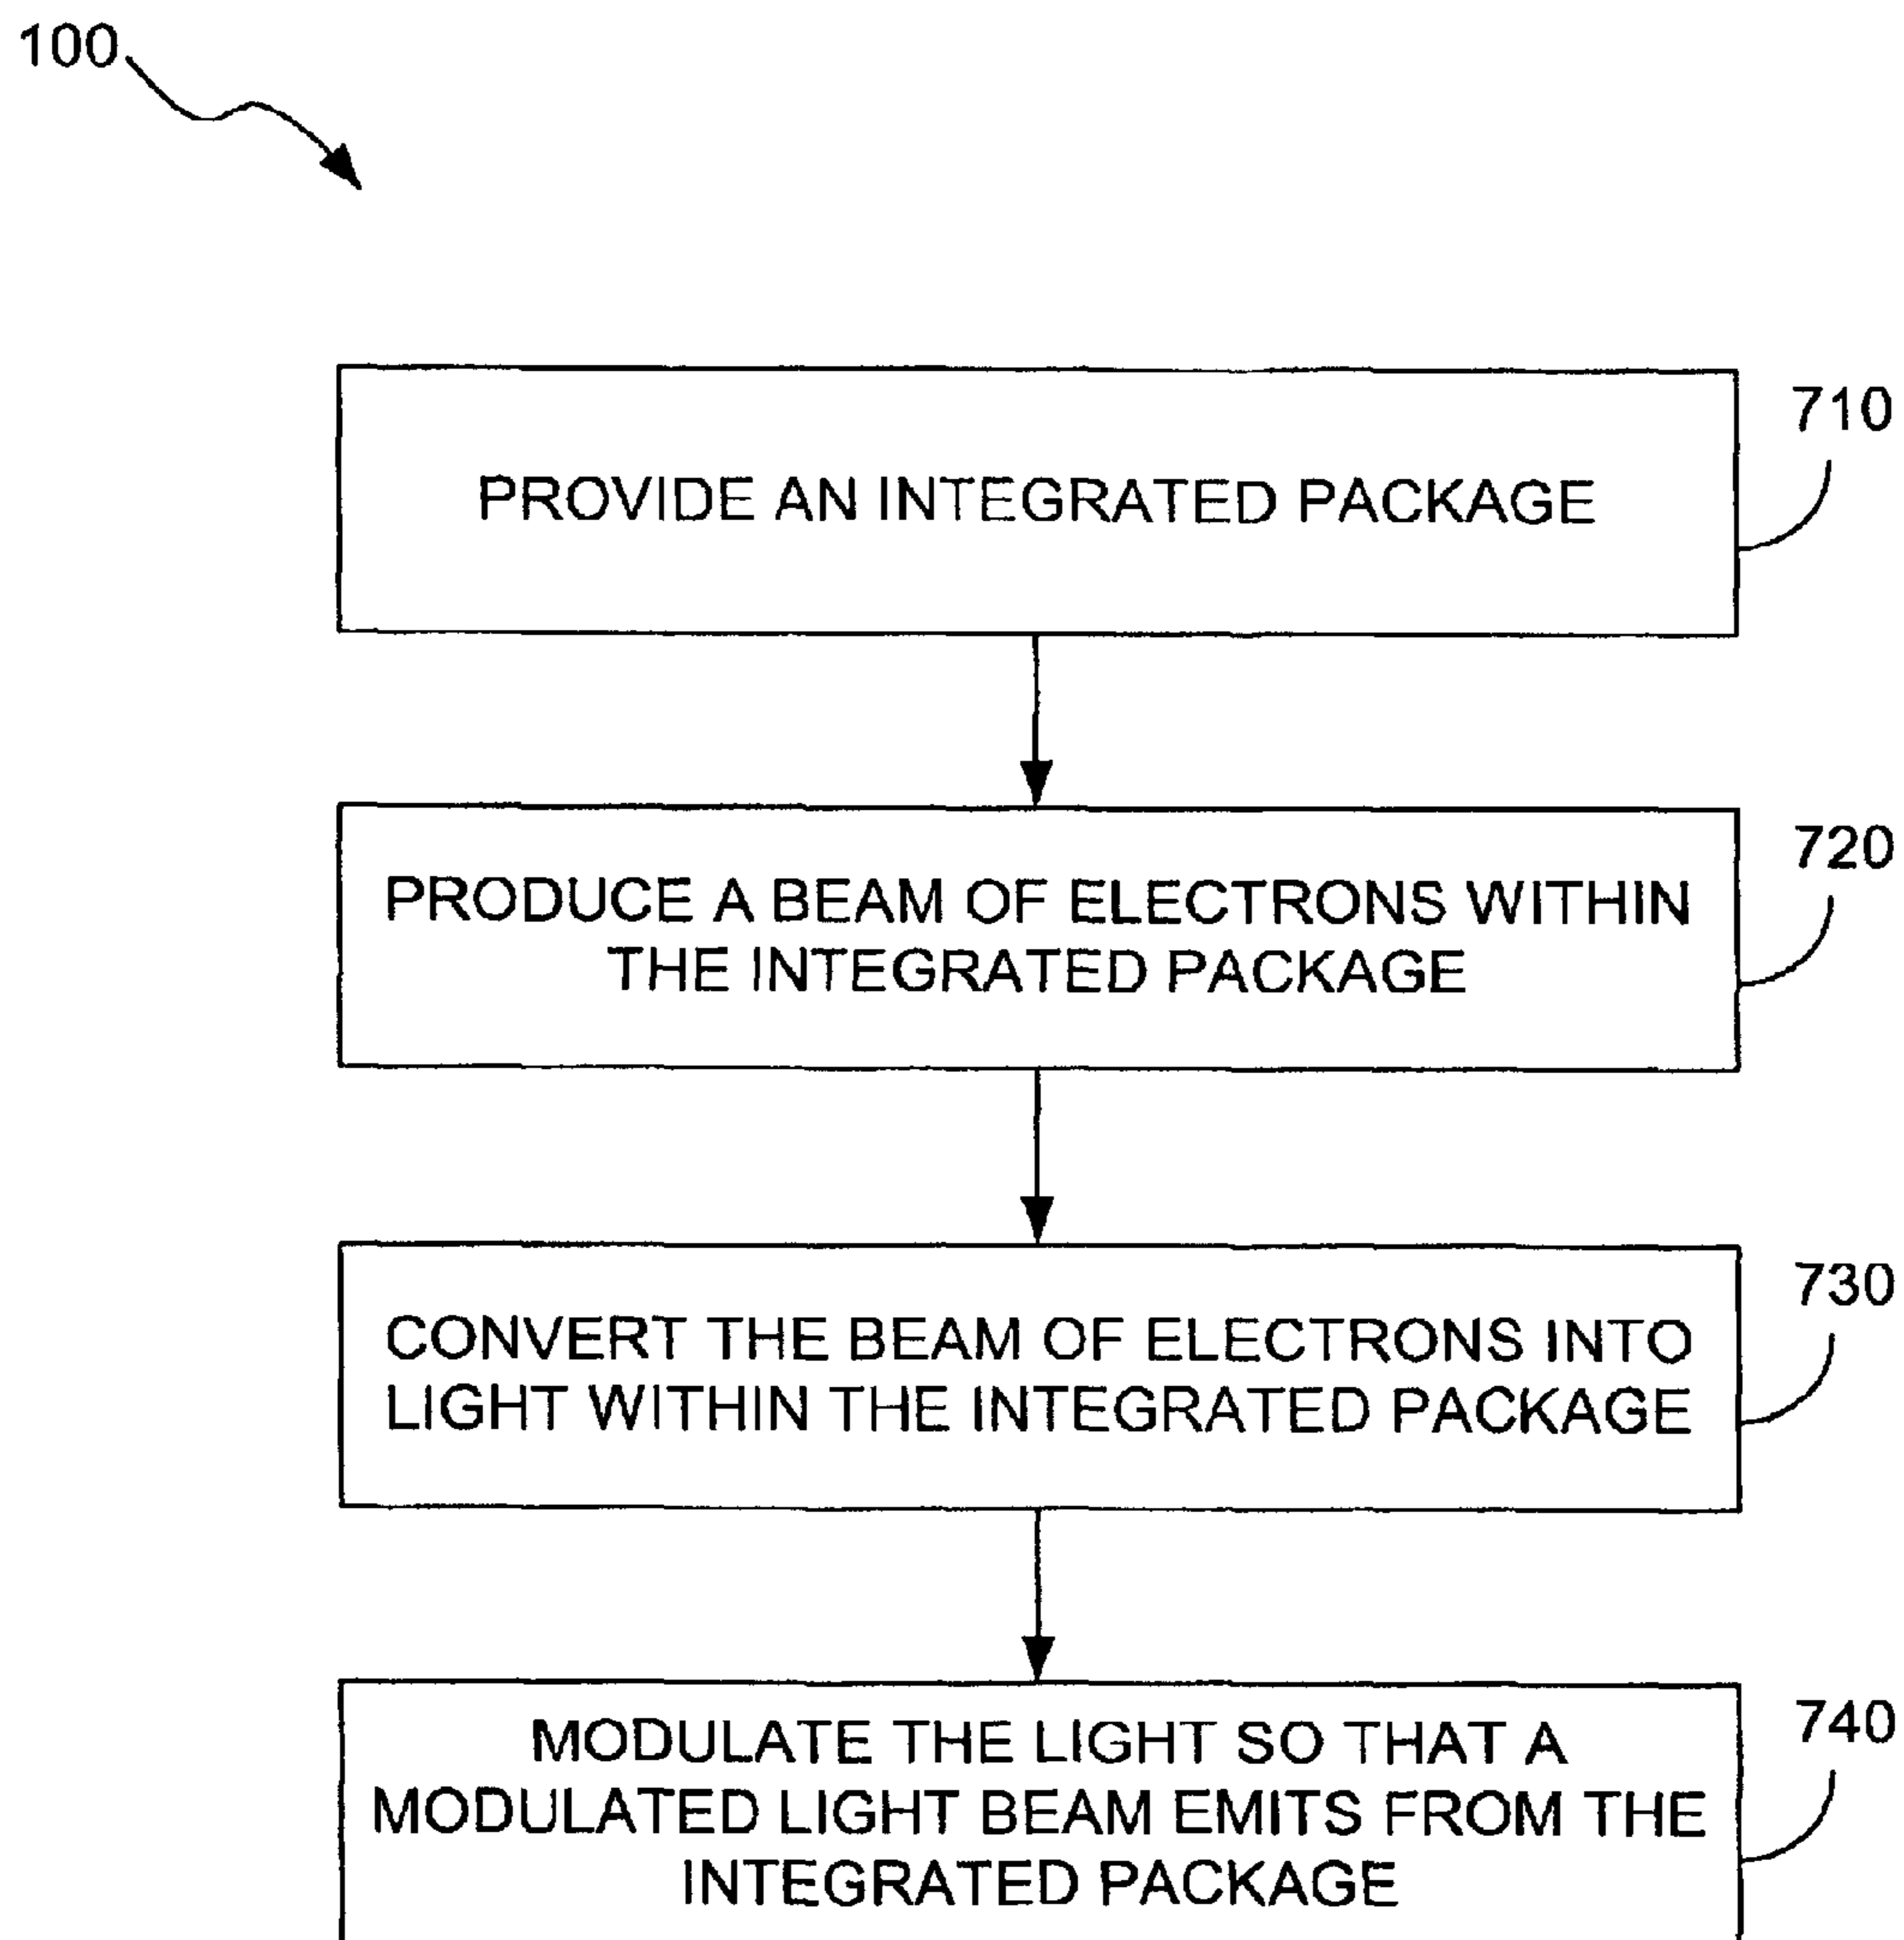 100
PROVIDE AN INTEGRATED PACKAGE
710
PRODUCE A BEAM OF ELECTRONS WITHIN
THE INTEGRATED PACKAGE
720
CONVERT THE BEAM OF ELECTRONS INTO
LIGHT WITHIN THE INTEGRATED PACKAGE
730
MODULATE THE LIGHT SO THAT A
MODULATED LIGHT BEAM EMITS FROM THE
INTEGRATED PACKAGE
740